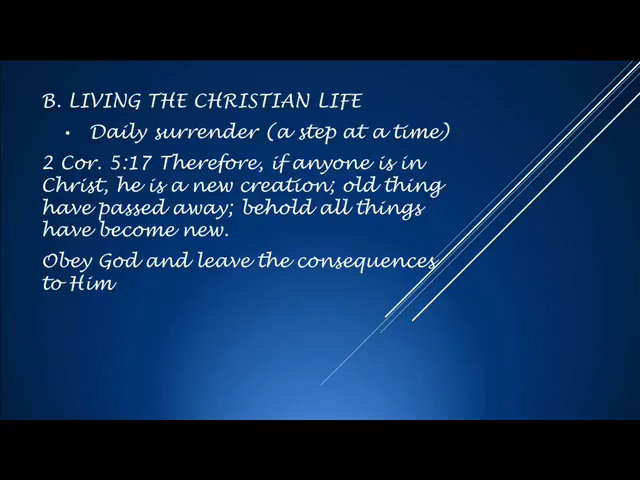 B. LIVING THE CHRISTIAN LIFE
• Daily surrender (a step at a time)
2 Cor. 5:17 Therefore, if anyone is in
Christ, he is a new creation; old thing
have passed away; behold all things
have become new.
Obey God and leave the consequences
to Him